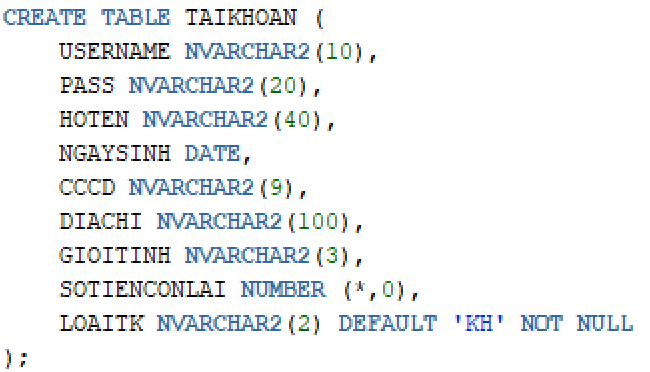 CREATE TABLE TAIKHOAN (
    USERNAME NVARCHAR2(10),
    PASS NVARCHAR2(20),
    HOTEN NVARCHAR2(40),
    NGAYSINH DATE,
    CCCD NVARCHAR2(9),
    DIACHI NVARCHAR2(100),
    GIOITINH NVARCHAR2(3),
    SOTIENCONLAI NUMBER (*,0),
    LOAITK NVARCHAR2(2) DEFAULT 'KH' NOT NULL
);